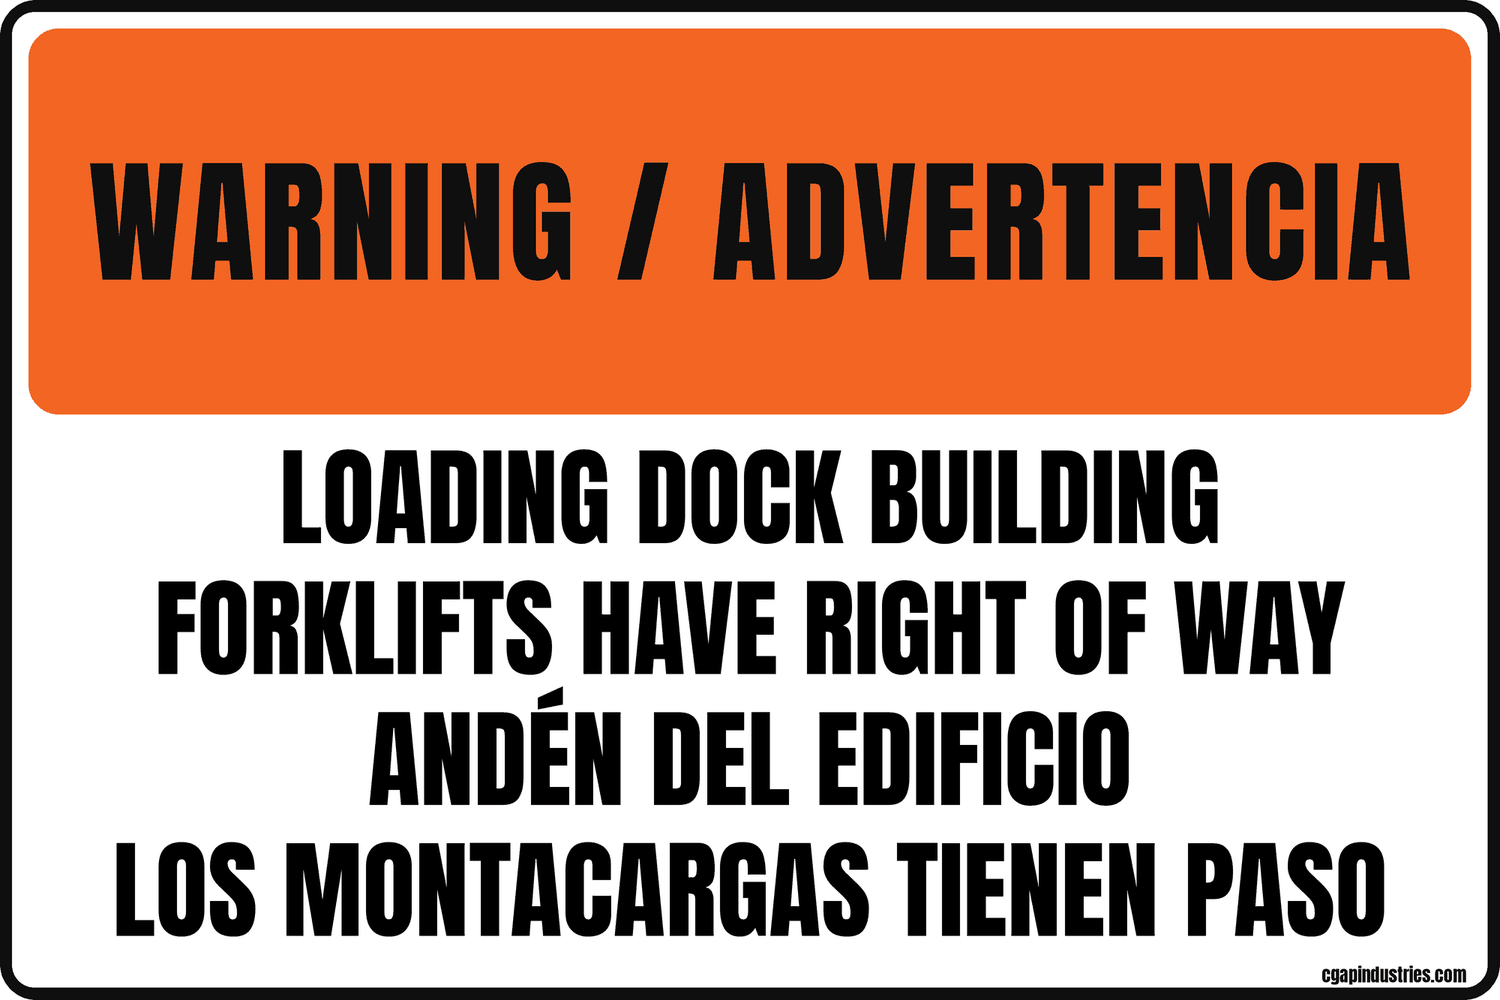 WARNING / ADVERTENCIA
LOADING DOCK BUILDING
FORKLIFTS HAVE RIGHT OF WAY
ANDÉN DEL EDIFICIO
LOS MONTACARGAS TIENEN PASO
cgapindustries.com